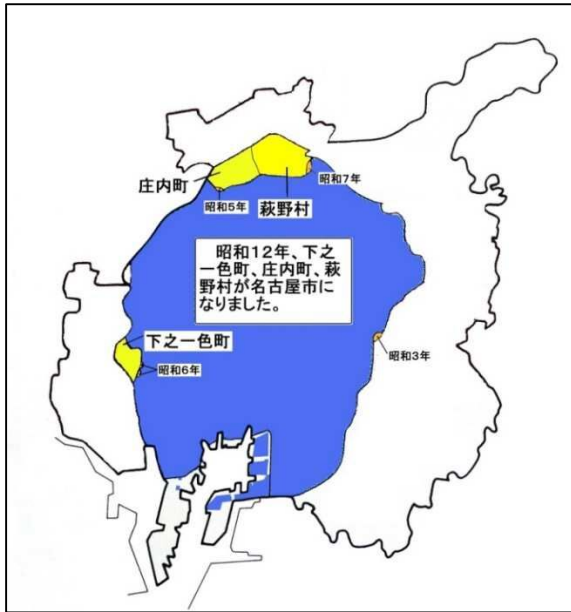 庄内町
昭和5年
萩野村
昭和7年
昭和12年、下之
一色町、庄内町、萩
野村が名古屋市に
なりました。
下之一色町
昭和6年
昭和3年